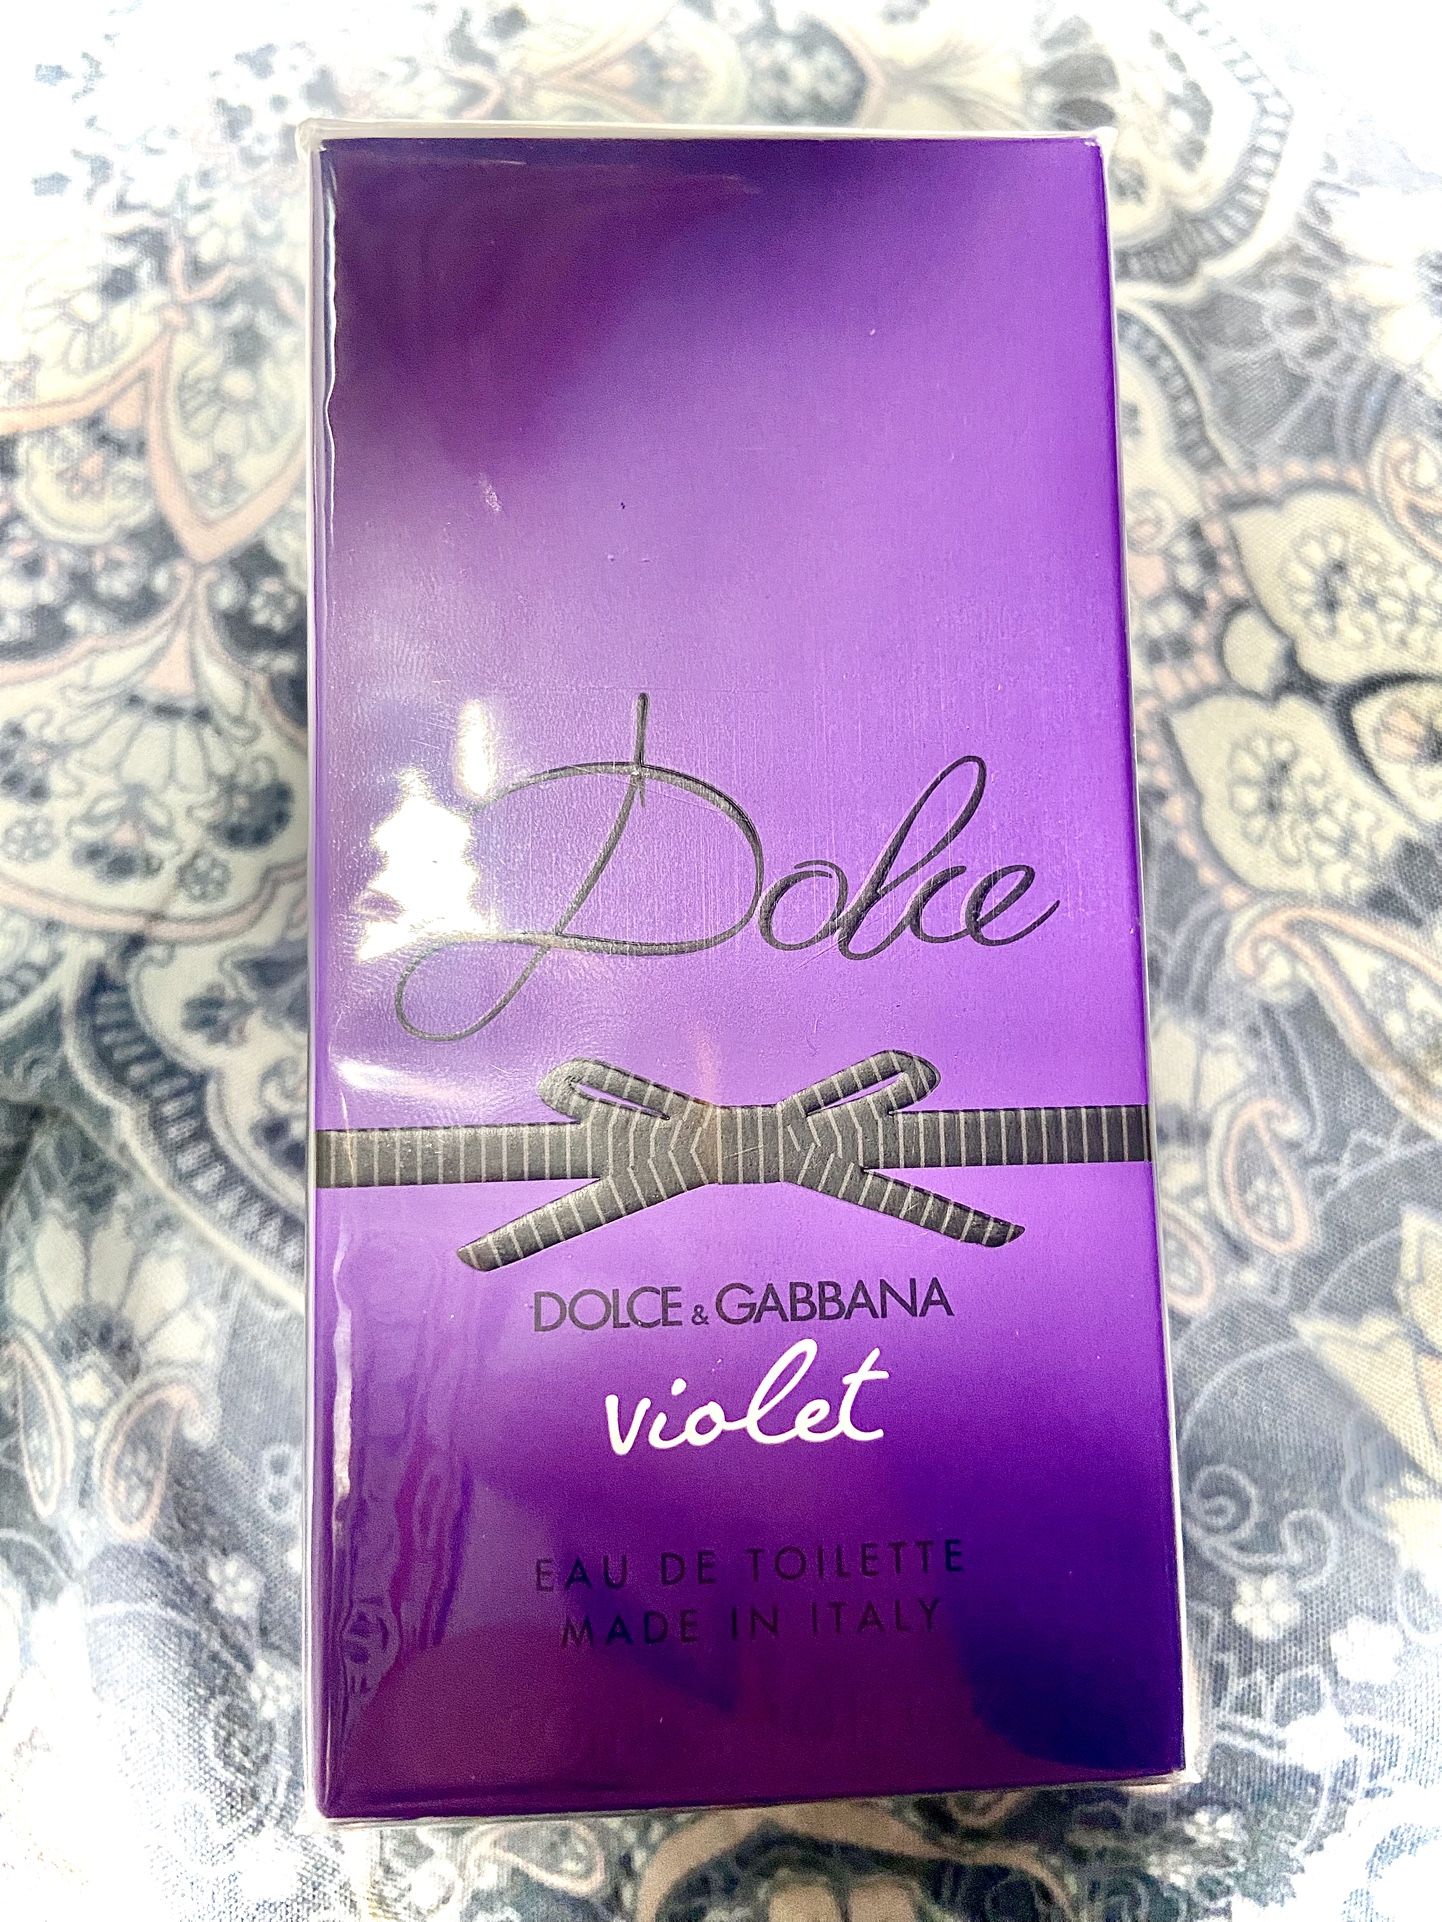 Dolce
DOLCE & GABBANA
violet
EAU DE TOILETTE
MADE IN ITALY